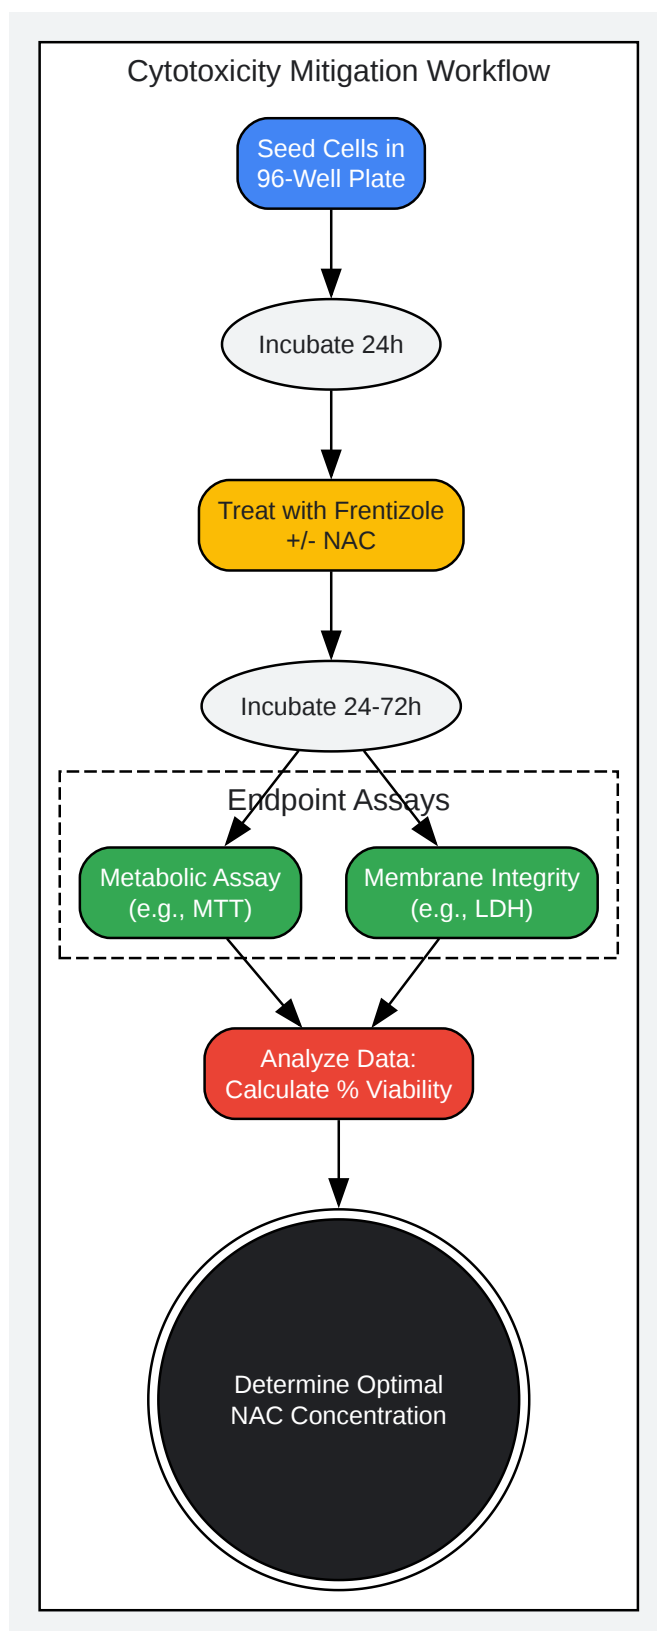 Cytotoxicity Mitigation Workflow
Seed Cells in
96-Well Plate
Incubate 24h
Treat with Frentizole
+/- NAC
Incubate 24-72h
Endpoint Assays
Metabolic Assay
(e.g., MTT)
Membrane Integrity
(e.g., LDH)
Analyze Data:
Calculate % Viability
Determine Optimal
NAC Concentration